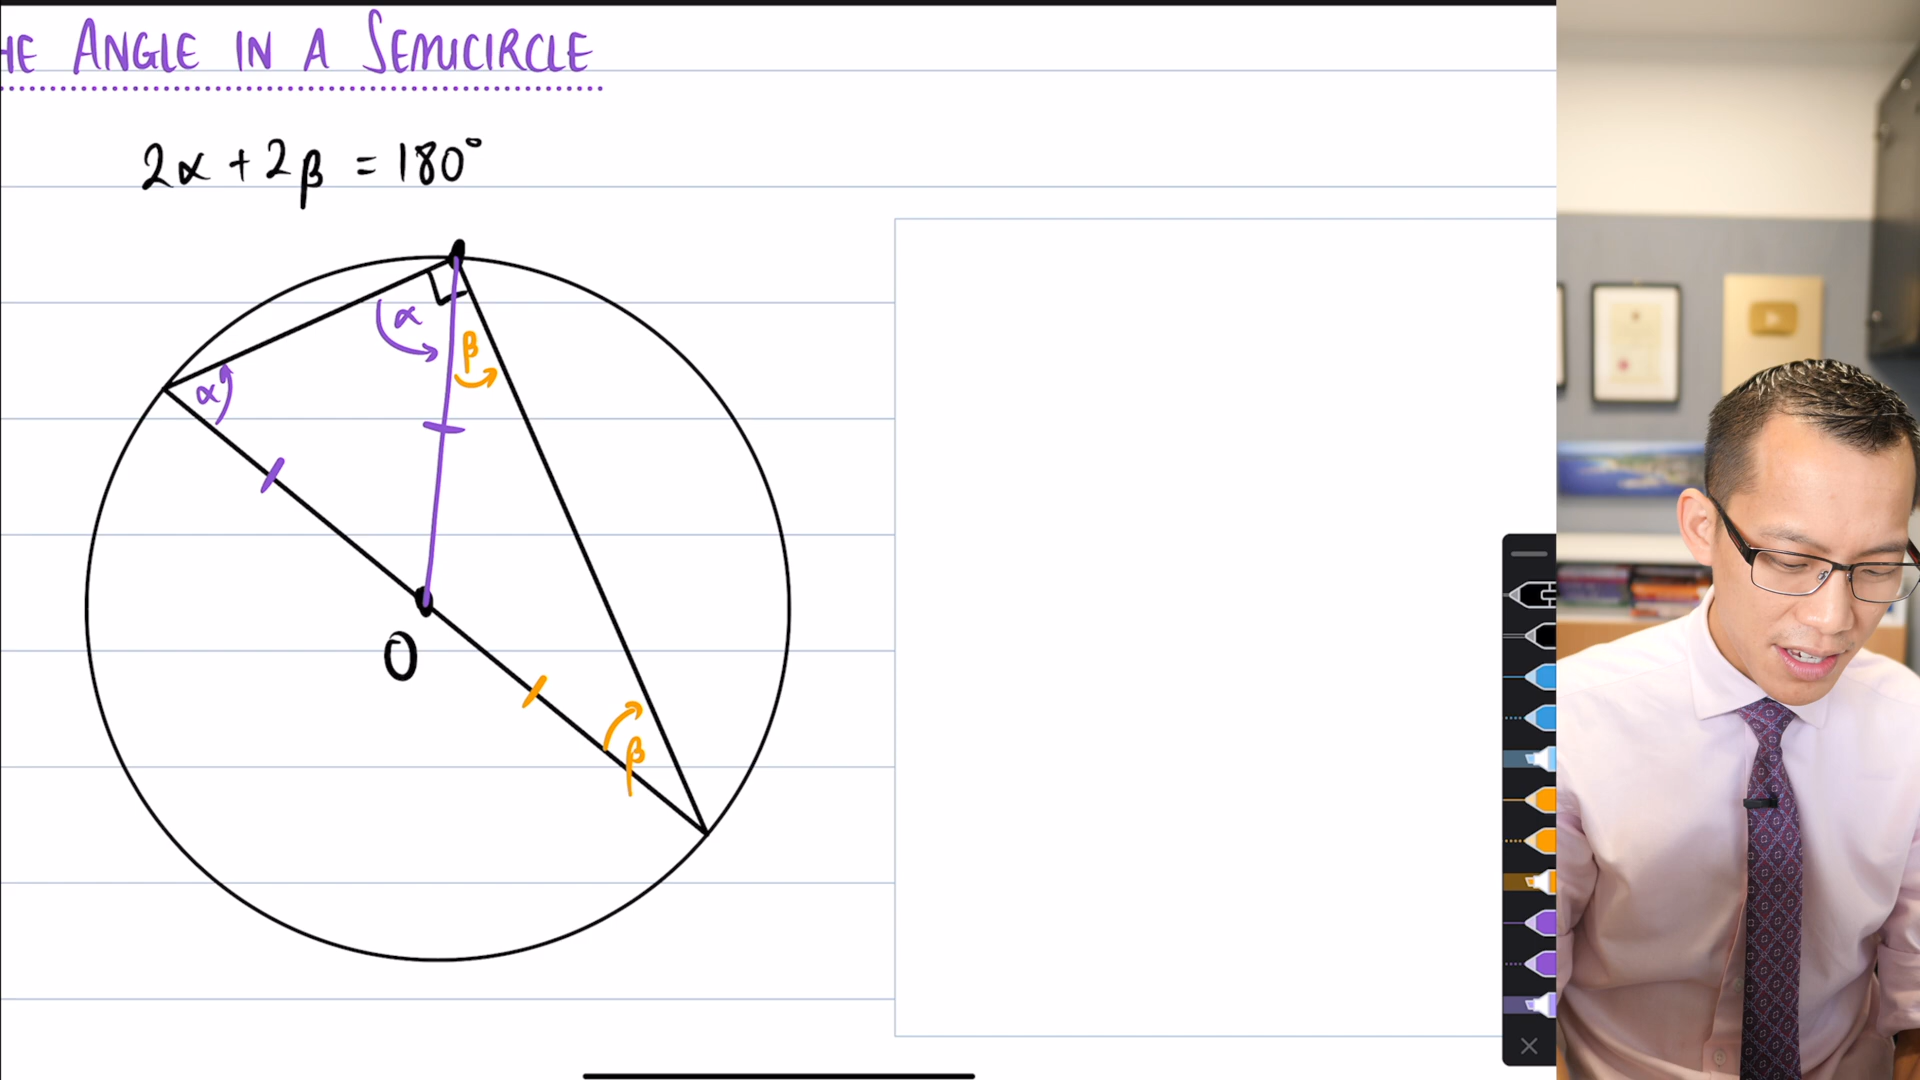 HE ANGLE IN A SEMICIRCLE
2α + 2β = 180°
α
β
α
O
β